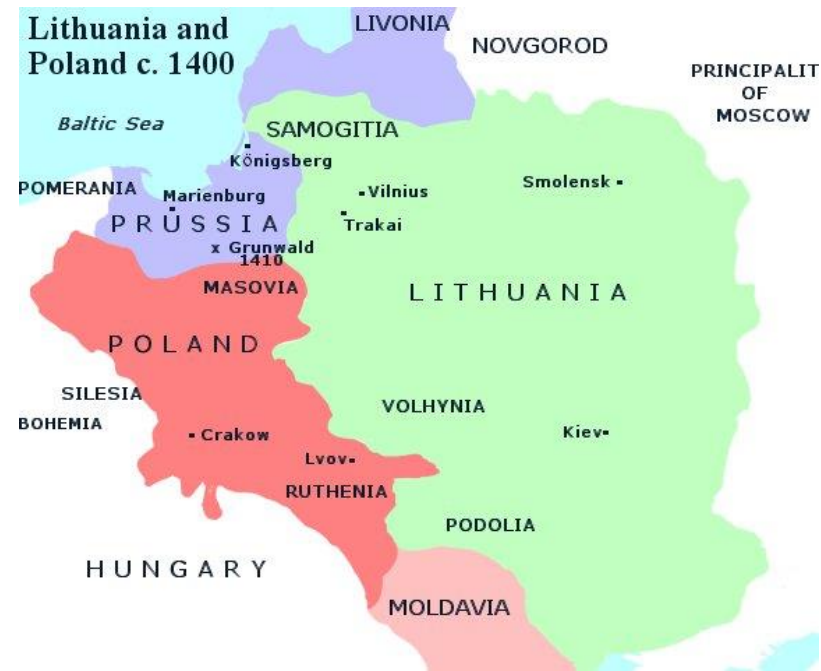 Lithuania and
Poland c. 1400
LIVONIA
NOVGOROD
PRINCIPALIT
OF
MOSCOW
Baltic Sea
SAMOGITIA
Königsberg
POMERANIA
Marienburg
Vilnius
Smolensk
PRUSSIA
Trakai
x Grunwald
1410
MASOVIA
LITHUANIA
POLAND
SILESIA
VOLHYNIA
BOHEMIA
Crakow
Kiev
Lvov
RUTHENIA
PODOLIA
HUNGARY
MOLDAVIA